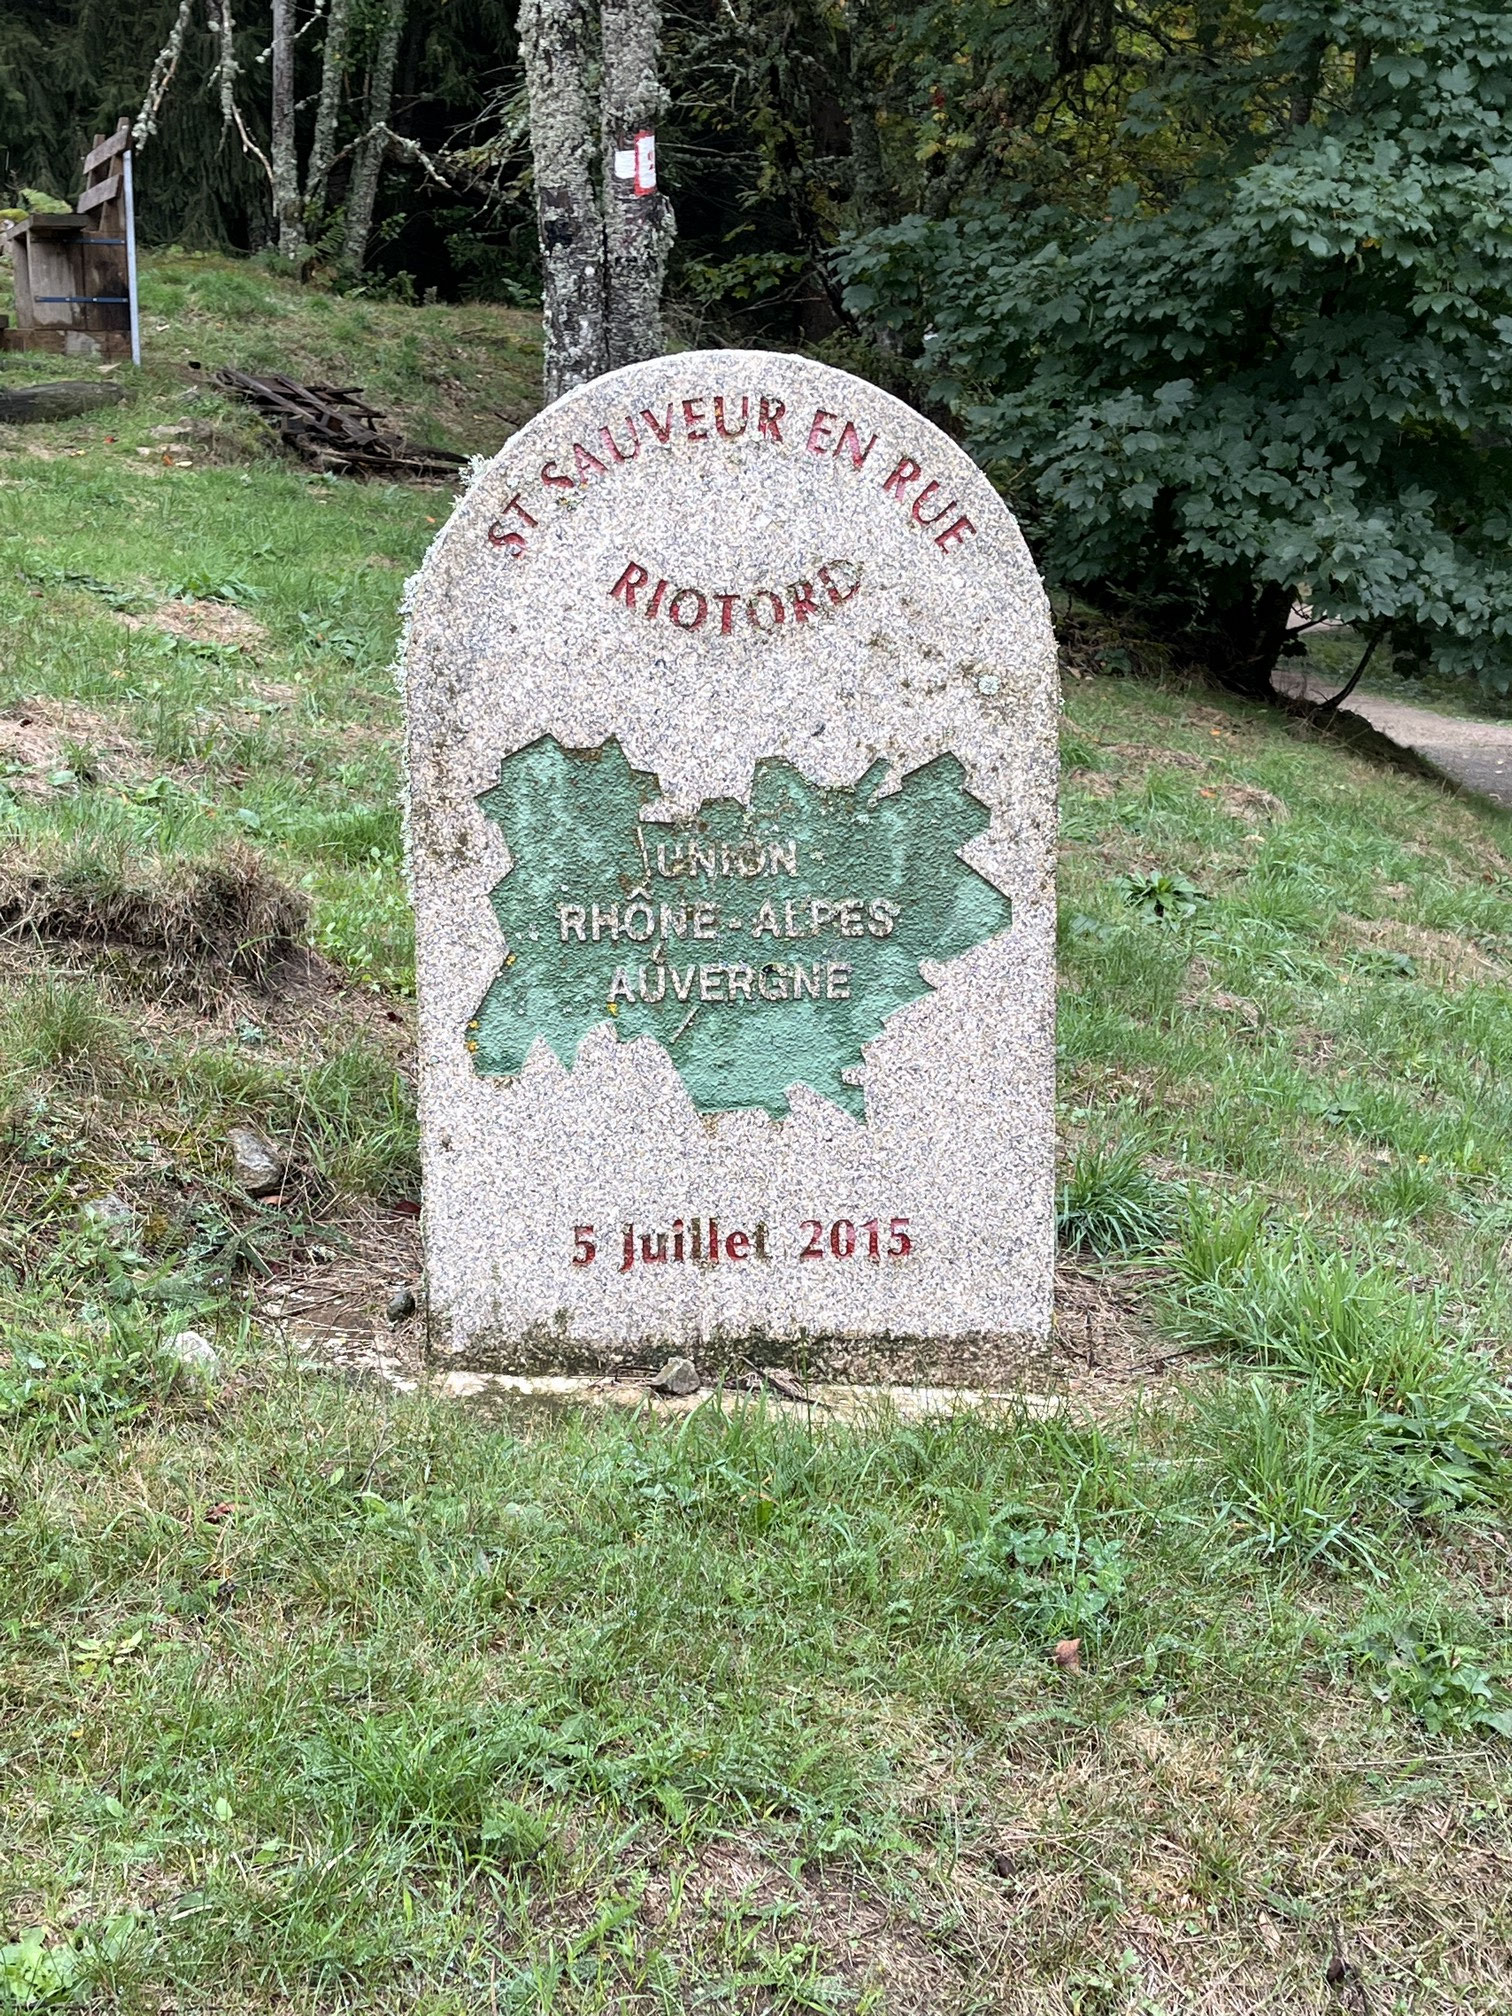 ST SAUVEUR EN RUE
RIOTORD
UNION
RHÔNE-ALPES
AUVERGNE
5 Juillet 2015